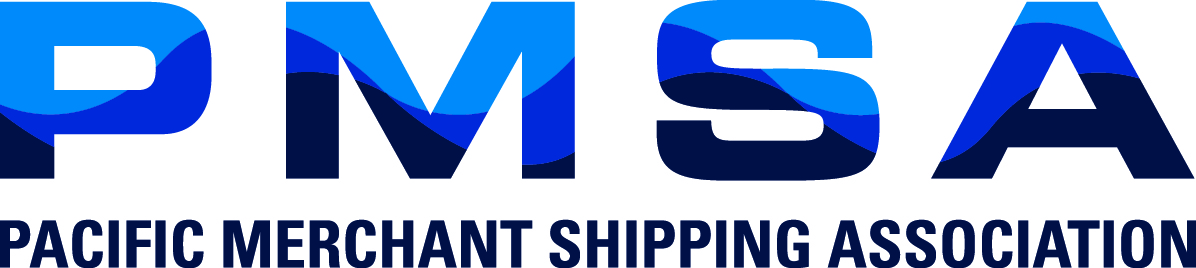 PMSA
PACIFIC MERCHANT SHIPPING ASSOCIATION